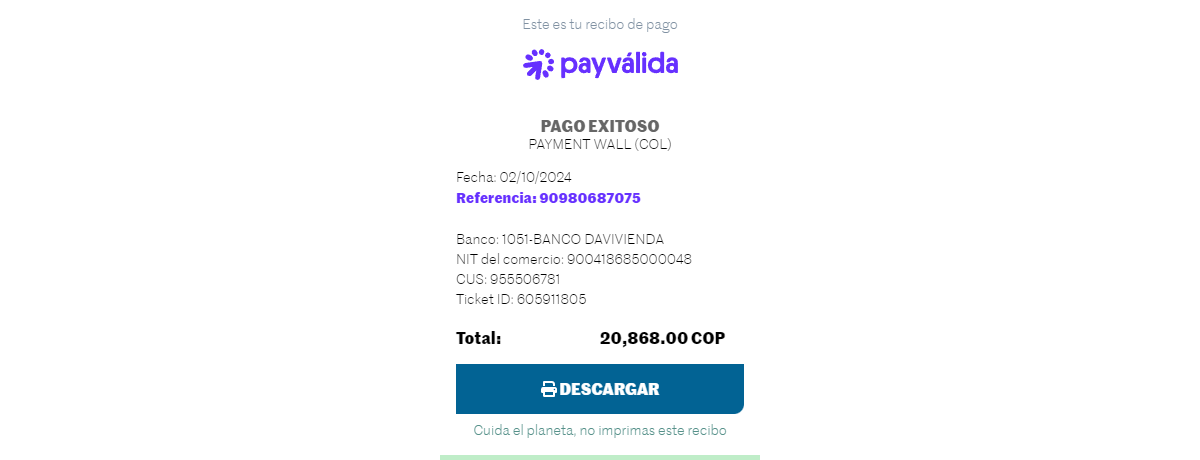 Este es tu recibo de pago
payválida
PAGO EXITOSO
PAYMENT WALL (COL)
Fecha: 02/10/2024
Referencia: 90980687075
Banco: 1051-BANCO DAVIVIENDA
NIT del comercio: 900418685000048
CUS: 955506781
Ticket ID: 605911805
Total: 20,868.00 COP
DESCARGAR
Cuida el planeta, no imprimas este recibo